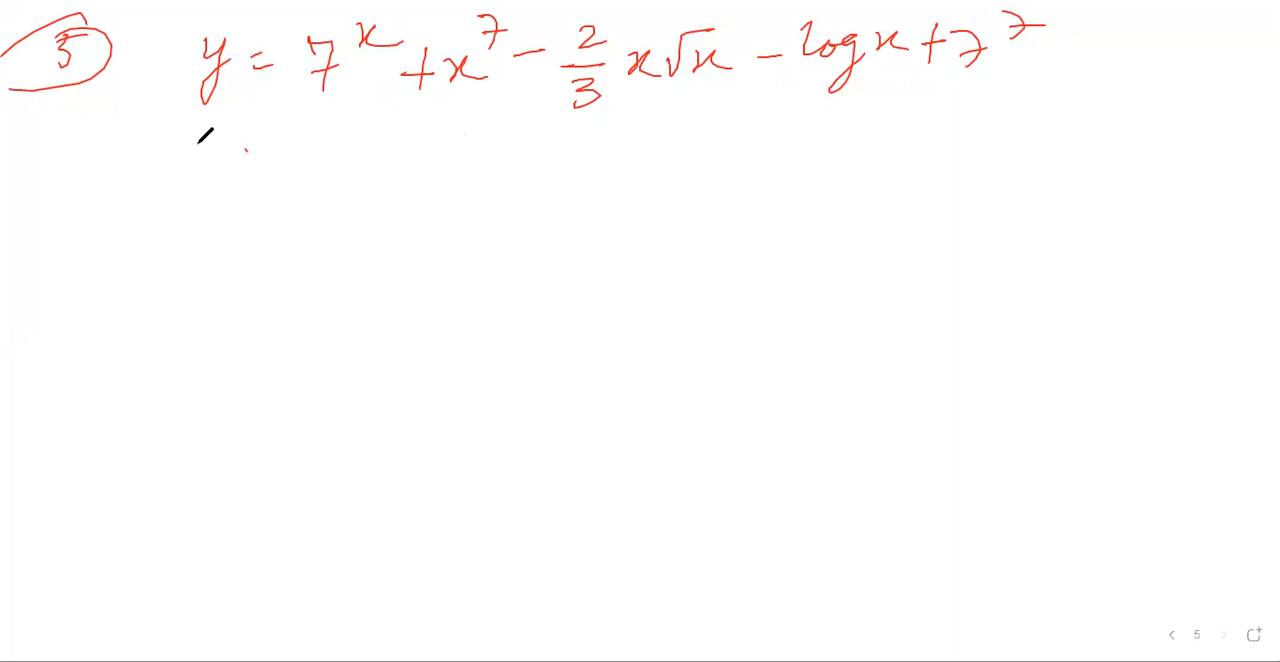 5 y = 7^x + x^7 - 2/3 x√x - log x + 7^7
5